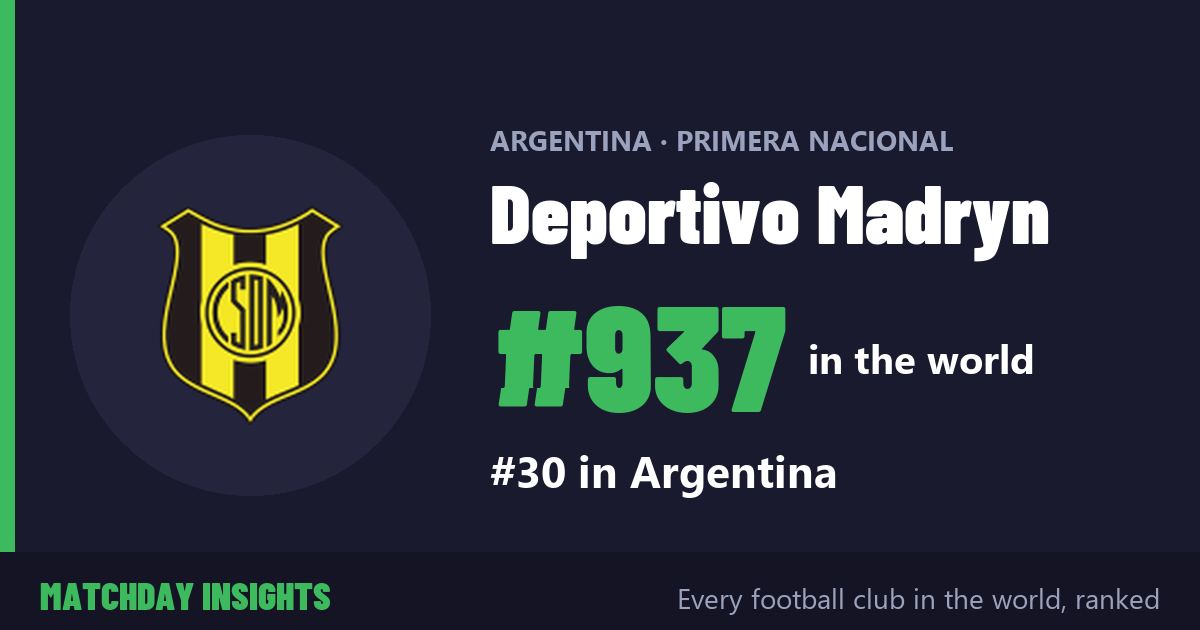 ARGENTINA · PRIMERA NACIONAL
Deportivo Madryn
CSDM
#937 in the world
#30 in Argentina
MATCHDAY INSIGHTS
Every football club in the world, ranked